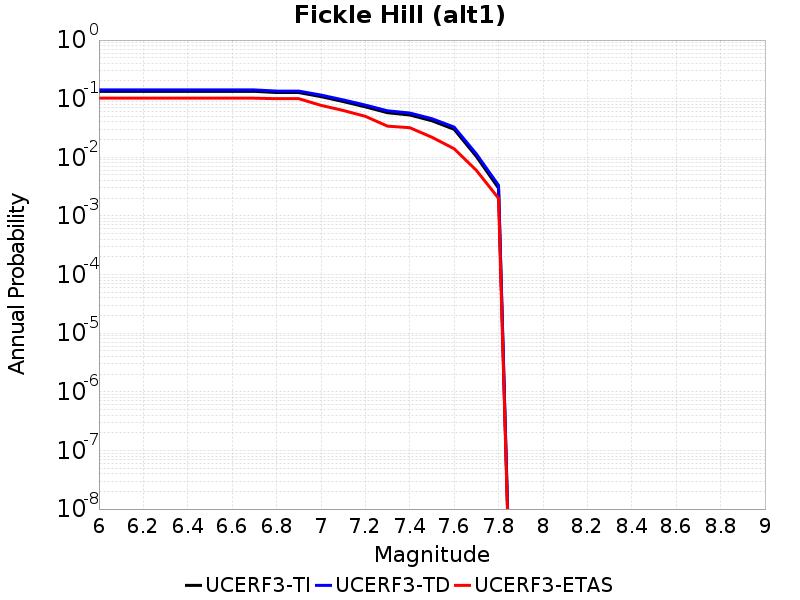 Fickle Hill (alt1)
Annual Probability
10^0
10^-1
10^-2
10^-3
10^-4
10^-5
10^-6
10^-7
10^-8
6 6.2 6.4 6.6 6.8 7 7.2 7.4 7.6 7.8 8 8.2 8.4 8.6 8.8 9
Magnitude
UCERF3-TI UCERF3-TD UCERF3-ETAS